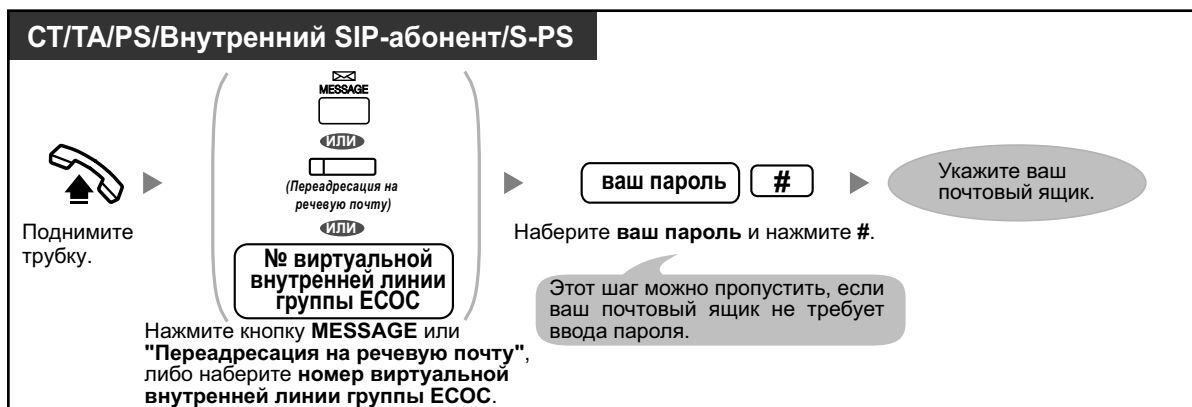 СТ/ТА/PS/Внутренний SIP-абонент/S-PS
MESSAGE
ИЛИ
(Переадресация на
речевую почту)
ИЛИ
№ виртуальной
внутренней линии
группы ЕСОС
Поднимите
трубку.
Нажмите кнопку MESSAGE или
"Переадресация на речевую почту",
либо наберите номер виртуальной
внутренней линии группы ЕСОС.
ваш пароль #
Наберите ваш пароль и нажмите #.
Этот шаг можно пропустить, если
ваш почтовый ящик не требует
ввода пароля.
Укажите ваш
почтовый ящик.